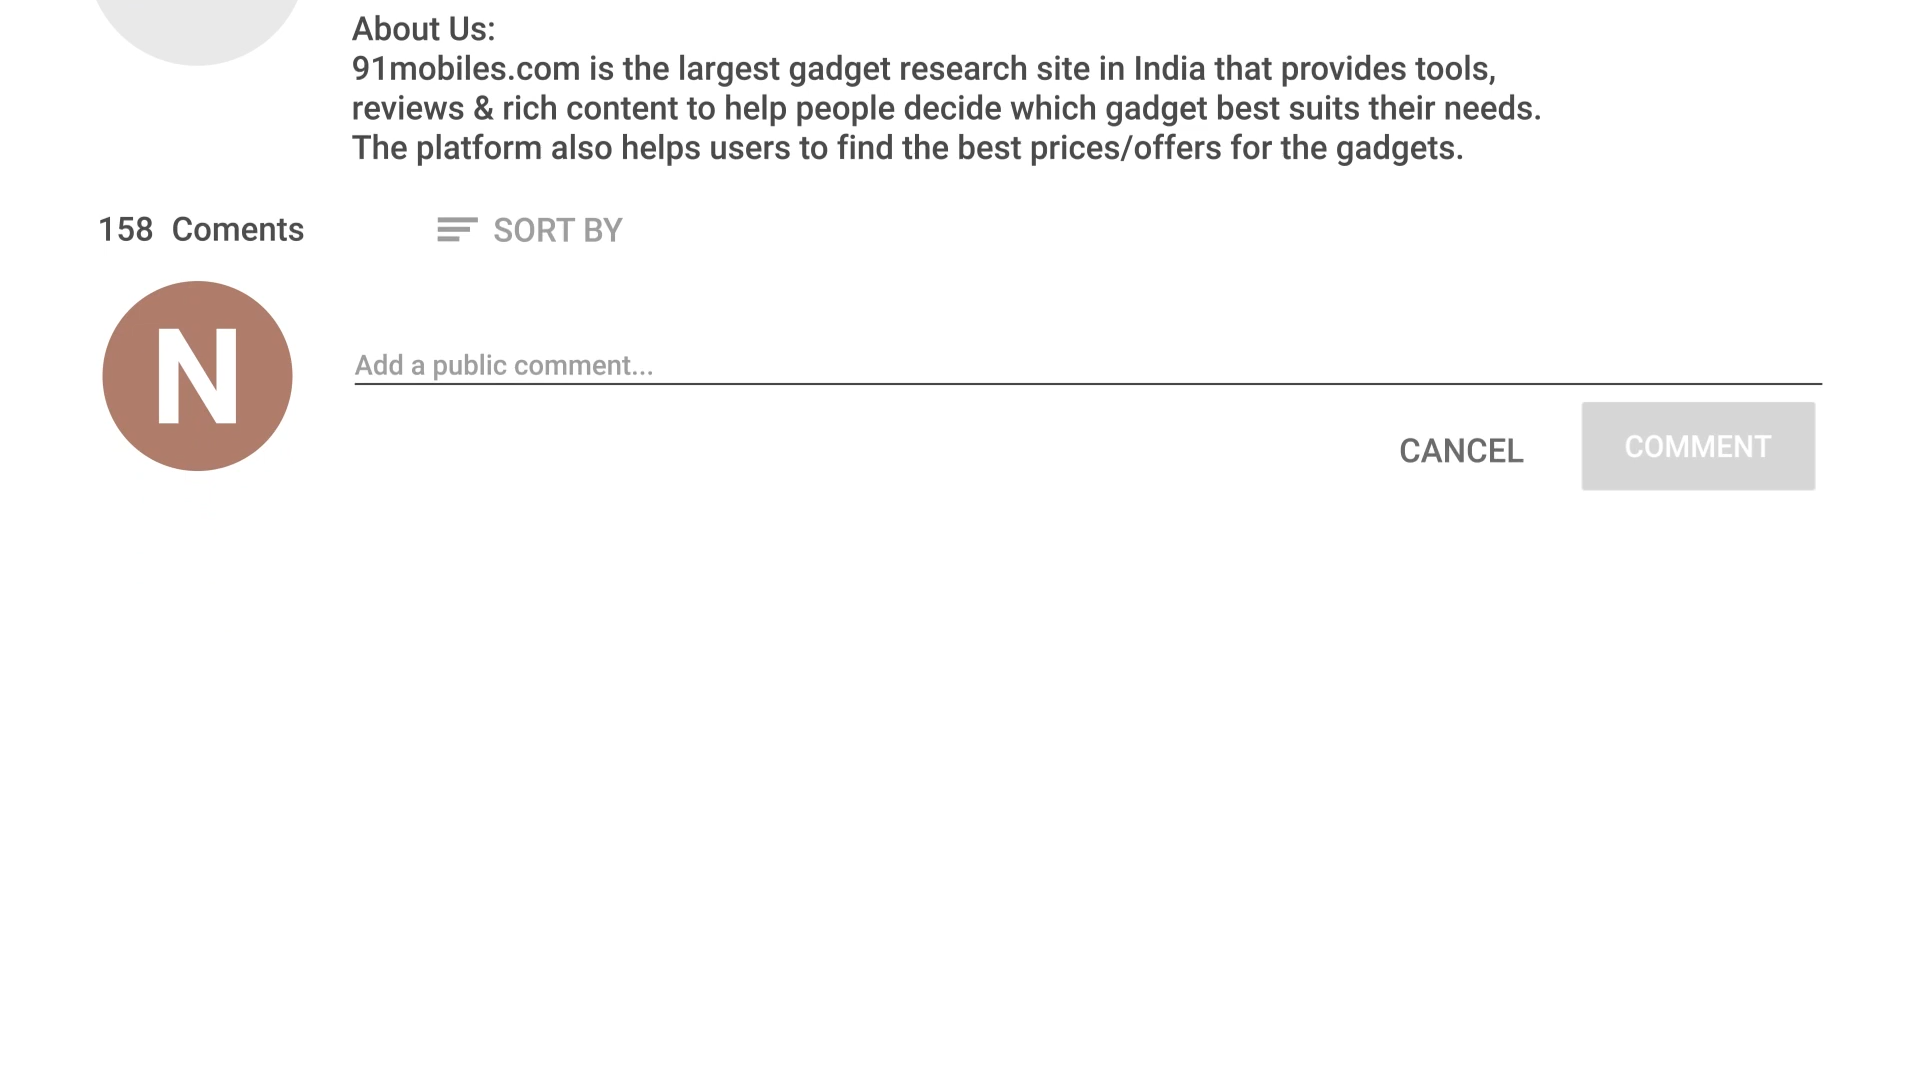 About Us:
91mobiles.com is the largest gadget research site in India that provides tools,
reviews & rich content to help people decide which gadget best suits their needs.
The platform also helps users to find the best prices/offers for the gadgets.
158 Coments
SORT BY
N
Add a public comment...
CANCEL
COMMENT